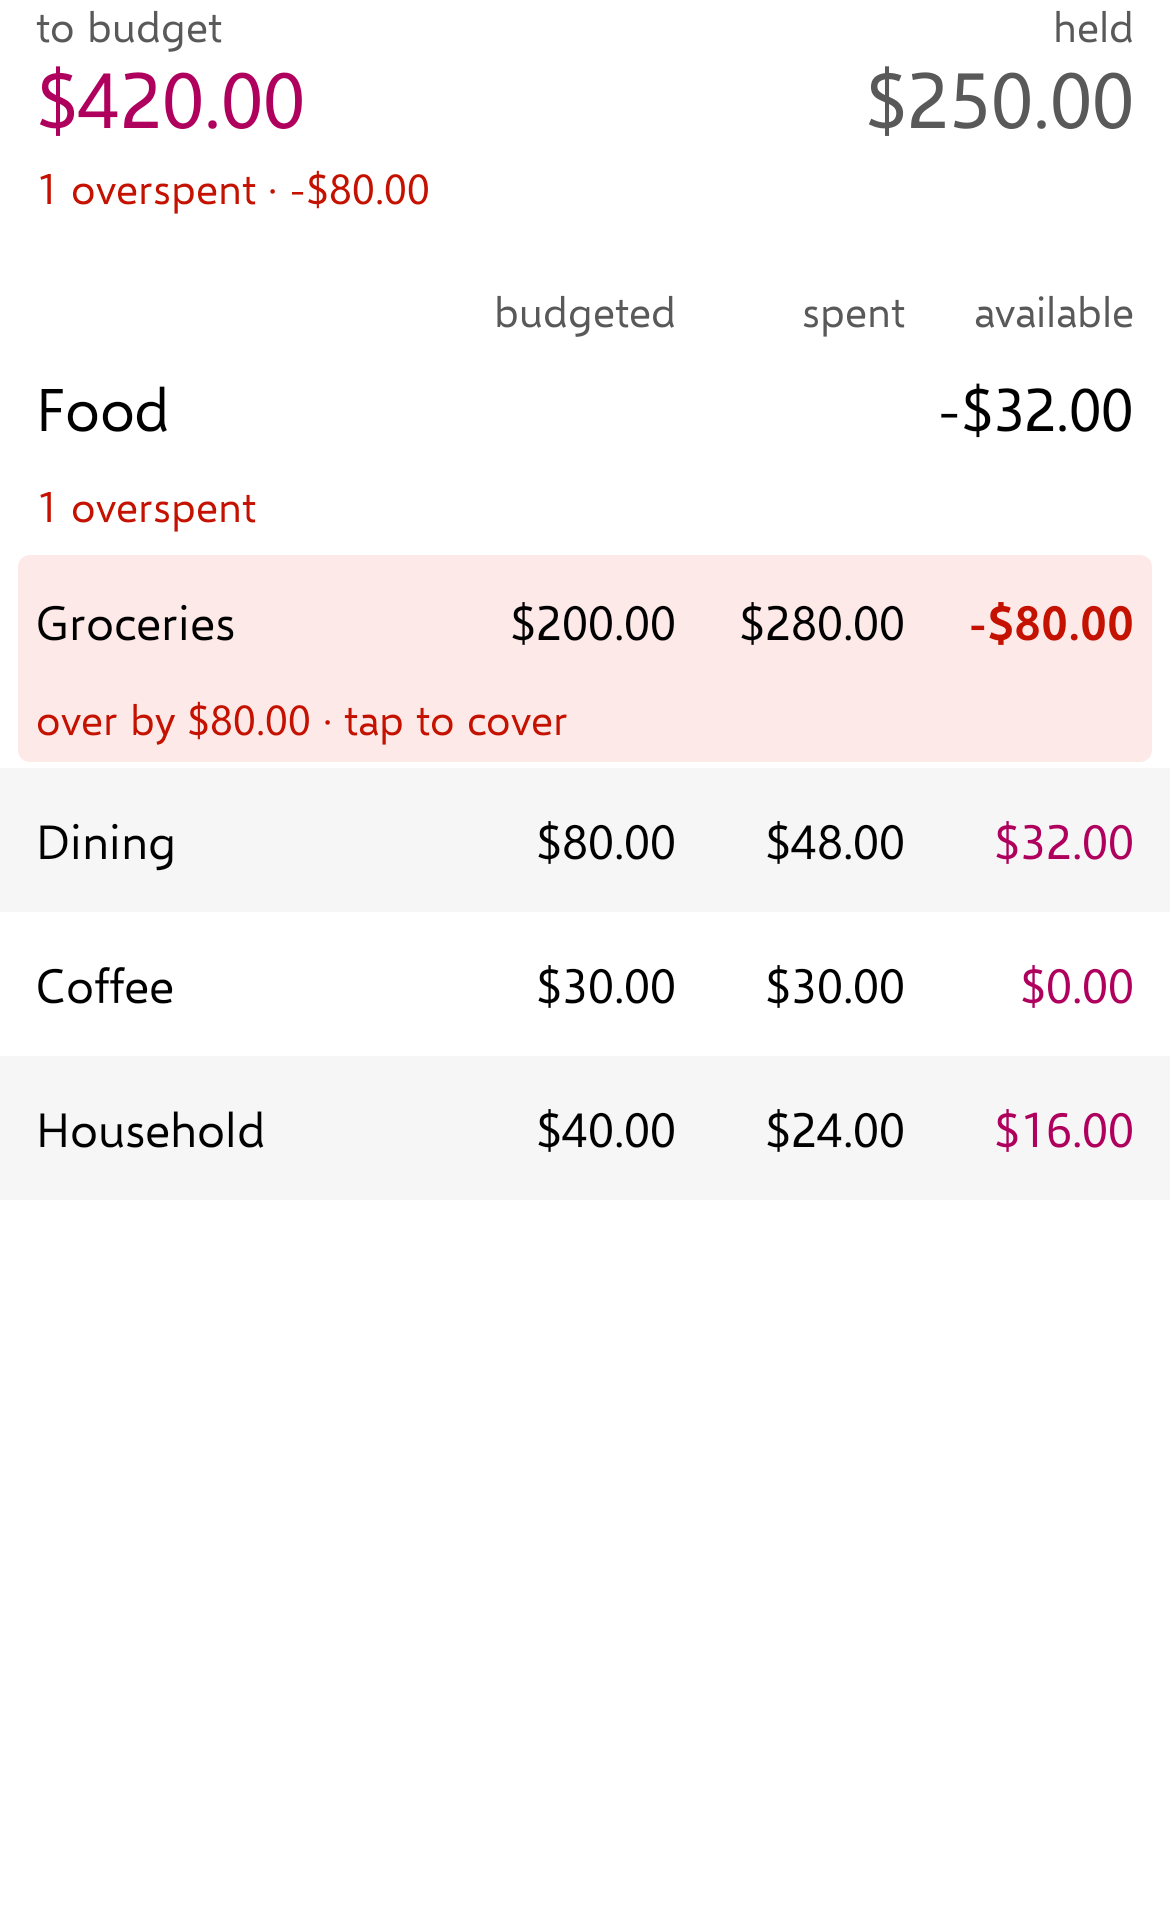 to budget held
$420.00 $250.00
1 overspent · -$80.00
budgeted spent available
Food -$32.00
1 overspent
Groceries $200.00 $280.00 -$80.00
over by $80.00 · tap to cover
Dining $80.00 $48.00 $32.00
Coffee $30.00 $30.00 $0.00
Household $40.00 $24.00 $16.00